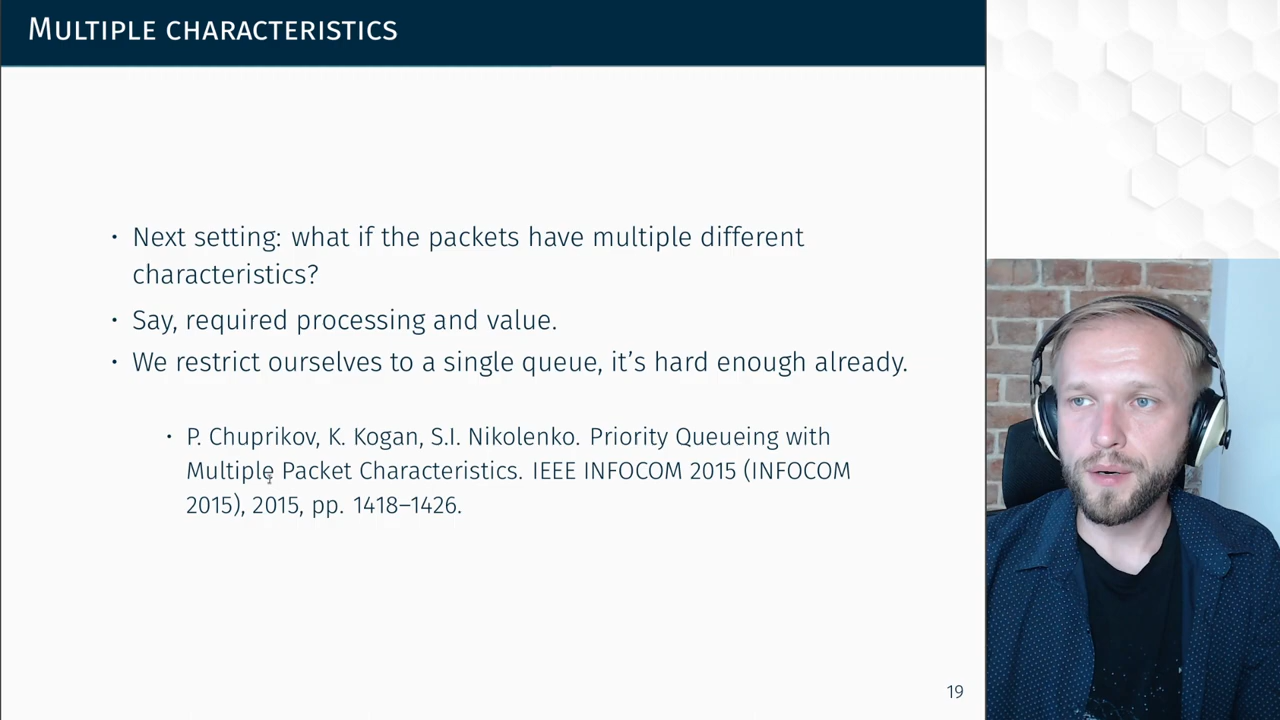 MULTIPLE CHARACTERISTICS
• Next setting: what if the packets have multiple different
characteristics?
• Say, required processing and value.
• We restrict ourselves to a single queue, it's hard enough already.
• P. Chuprikov, K. Kogan, S.I. Nikolenko. Priority Queueing with
Multiple Packet Characteristics. IEEE INFOCOM 2015 (INFOCOM
2015), 2015, pp. 1418–1426.
19